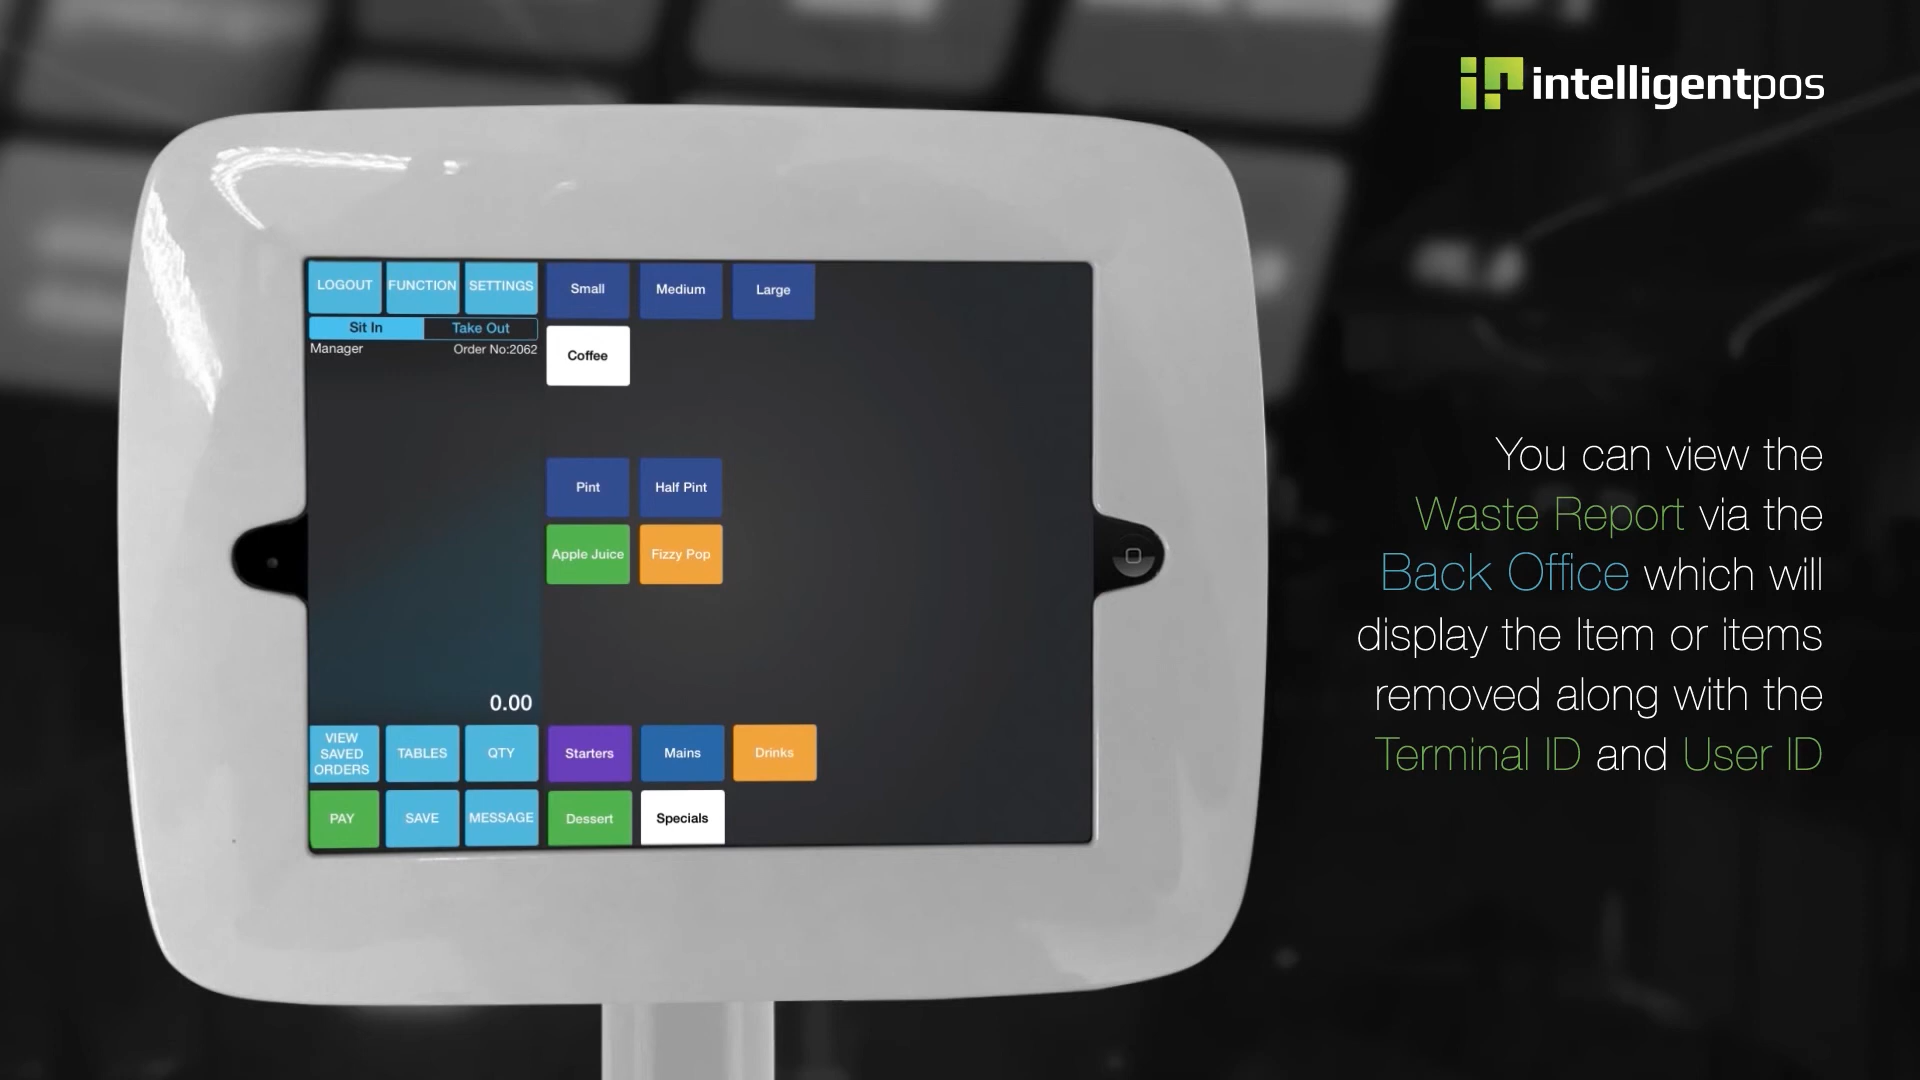 intelligentpos
LOGOUT FUNCTION SETTINGS Small Medium Large
Sit In Take Out
Manager Order No:2062
Coffee
Pint Half Pint
Apple Juice Fizzy Pop
0.00
VIEW
SAVED
ORDERS
TABLES QTY Starters Mains Drinks
PAY SAVE MESSAGE Dessert Specials
You can view the
Waste Report via the
Back Office which will
display the Item or items
removed along with the
Terminal ID and User ID